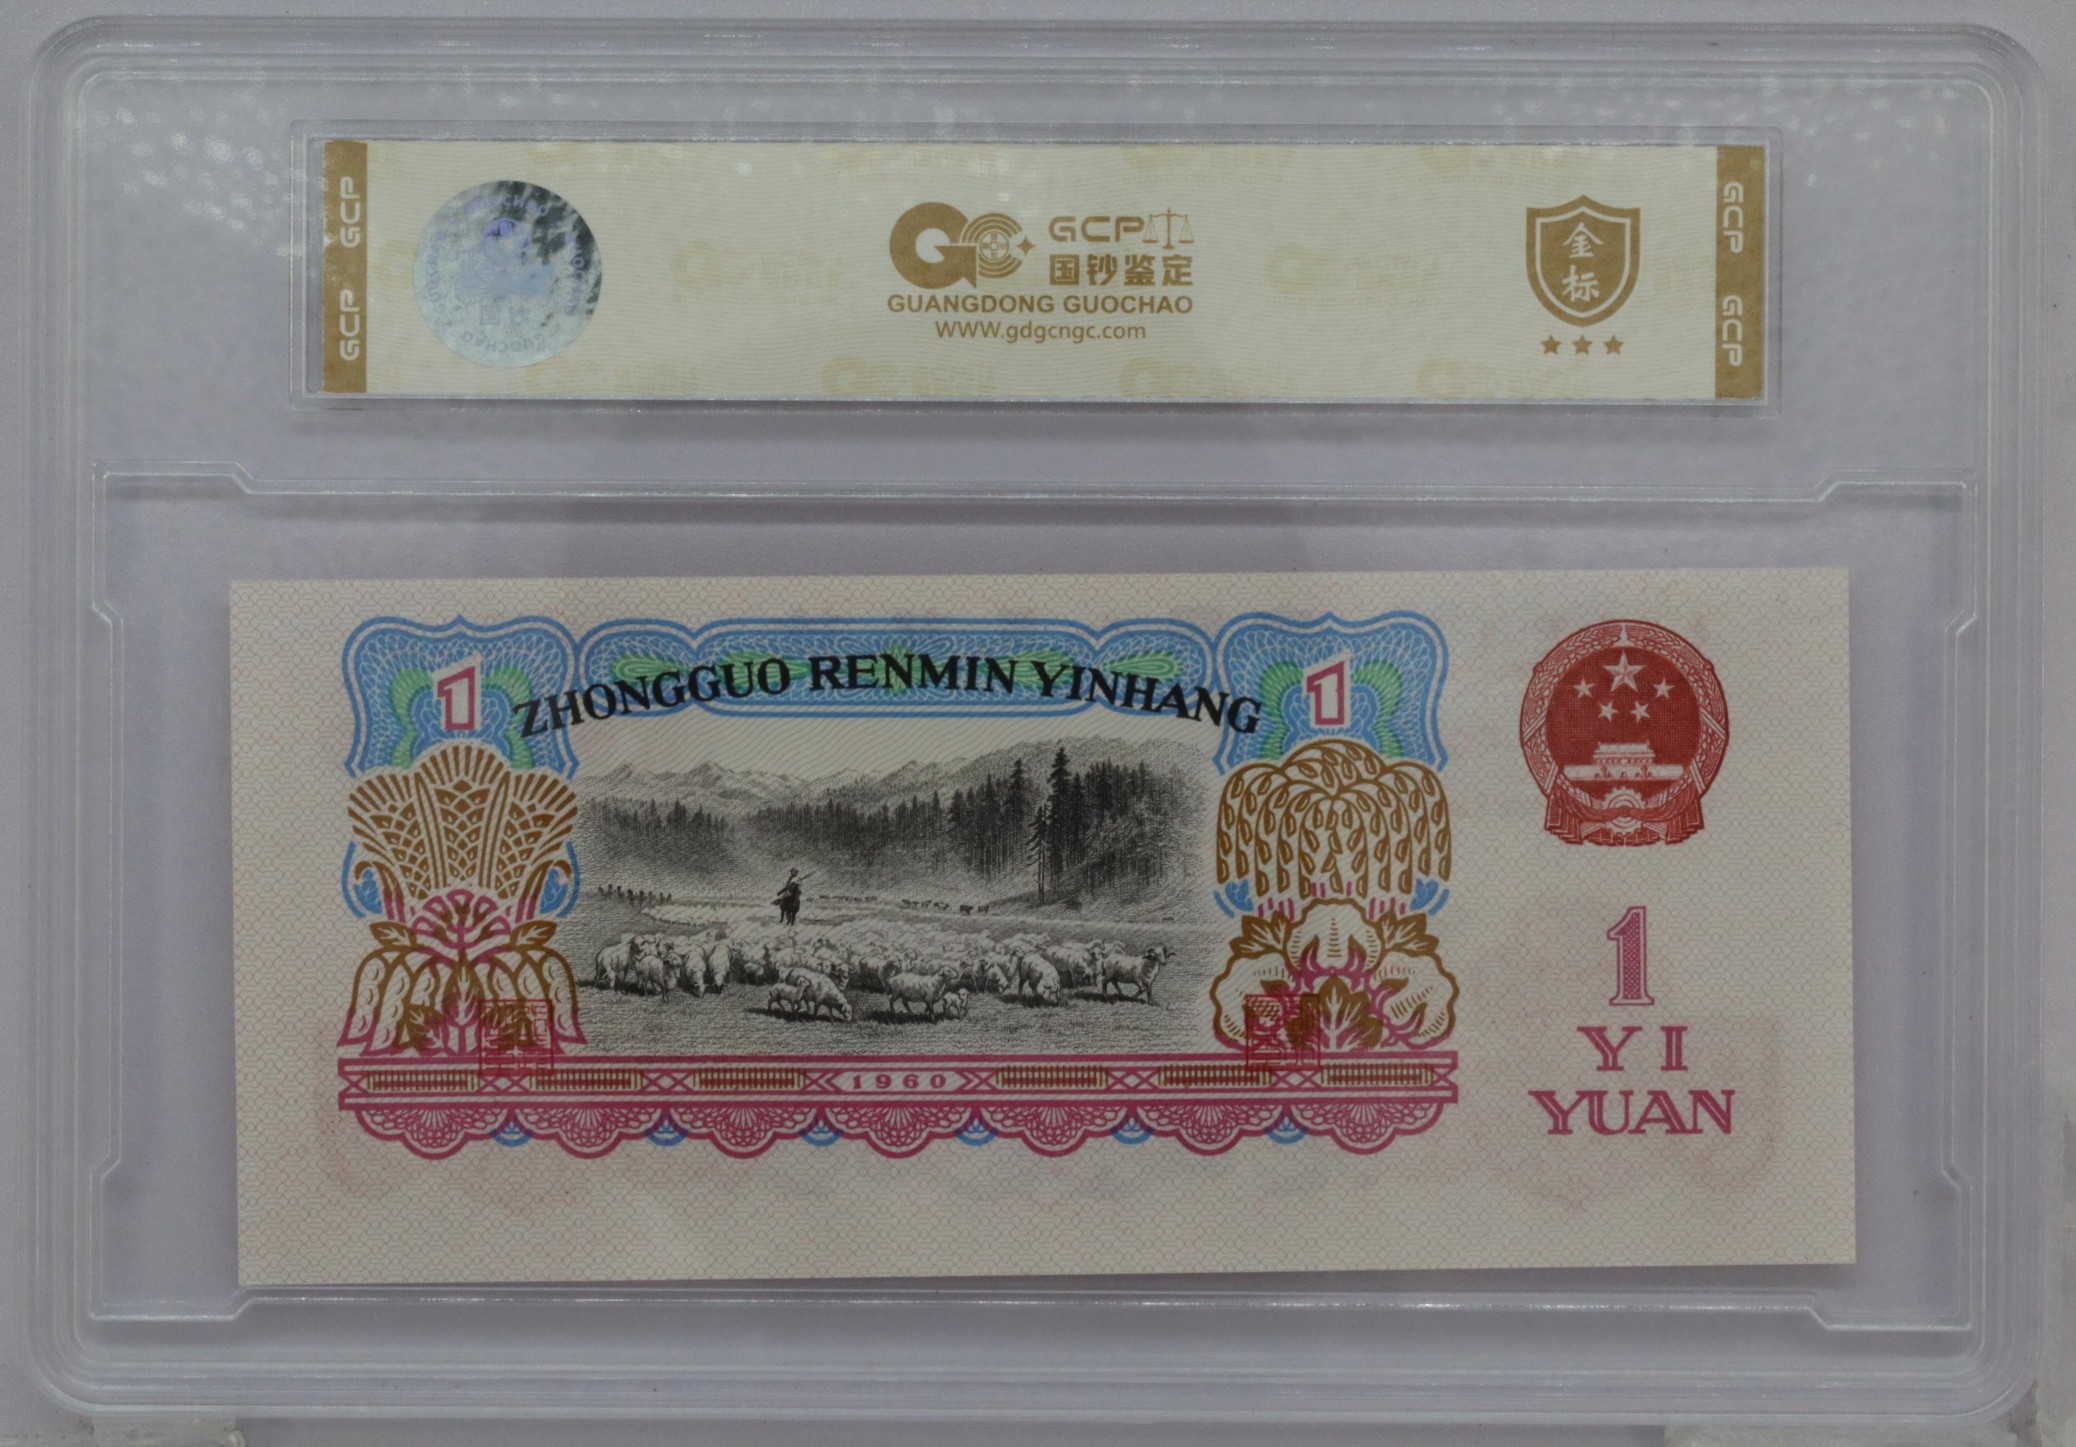 GCP
GCP
GCP
国钞鉴定
GUANGDONG GUOCHAO
WWW.gdgcngc.com
金标
GCP
GCP
1
ZHONGGUO RENMIN YINHANG
1
1960
1
YI
YUAN